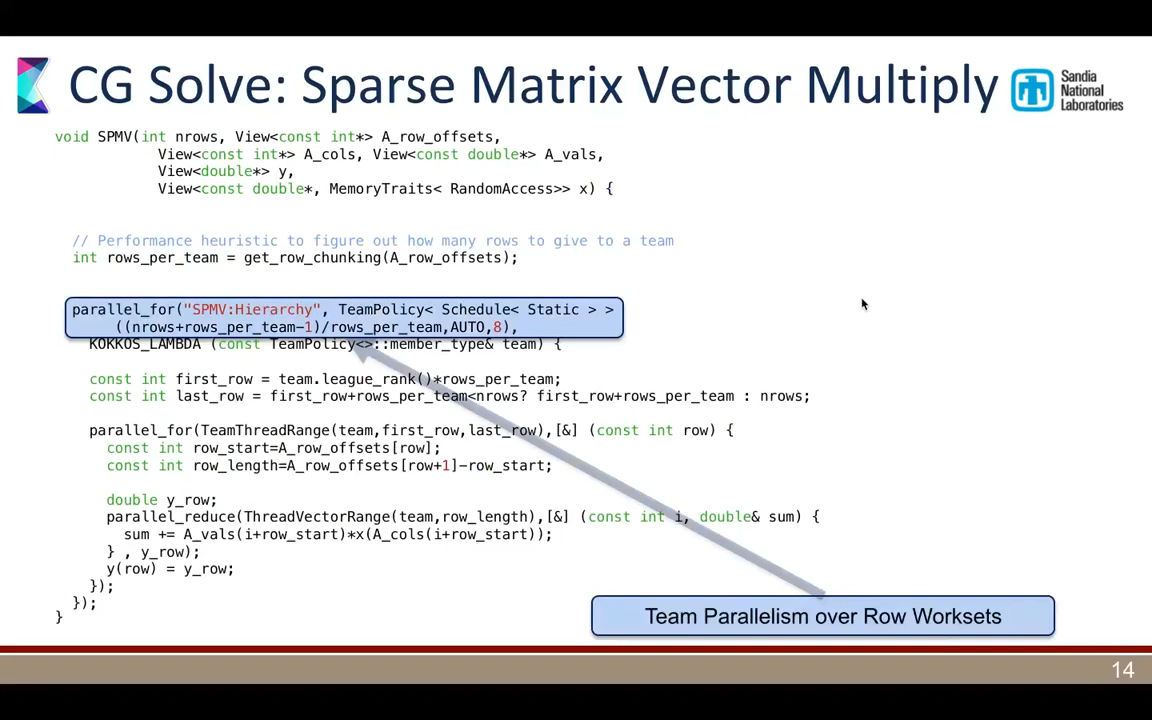 CG Solve: Sparse Matrix Vector Multiply
Sandia
National
Laboratories
void SPMV(int nrows, View<const int*> A_row_offsets,
View<const int*> A_cols, View<const double*> A_vals,
View<double*> y,
View<const double*, MemoryTraits< RandomAccess>> x) {
// Performance heuristic to figure out how many rows to give to a team
int rows_per_team = get_row_chunking(A_row_offsets);
parallel_for("SPMV:Hierarchy", TeamPolicy< Schedule< Static > >
((nrows+rows_per_team-1)/rows_per_team,AUTO,8),
KOKKOS_LAMBDA (const TeamPolicy<>::member_type& team) {
const int first_row = team.league_rank()*rows_per_team;
const int last_row = first_row+rows_per_team<nrows? first_row+rows_per_team : nrows;
parallel_for(TeamThreadRange(team,first_row,last_row),[&] (const int row) {
const int row_start=A_row_offsets[row];
const int row_length=A_row_offsets[row+1]-row_start;
double y_row;
parallel_reduce(ThreadVectorRange(team,row_length),[&] (const int i, double& sum) {
sum += A_vals(i+row_start)*x(A_cols(i+row_start));
} , y_row);
y(row) = y_row;
});
});
}
Team Parallelism over Row Worksets
14